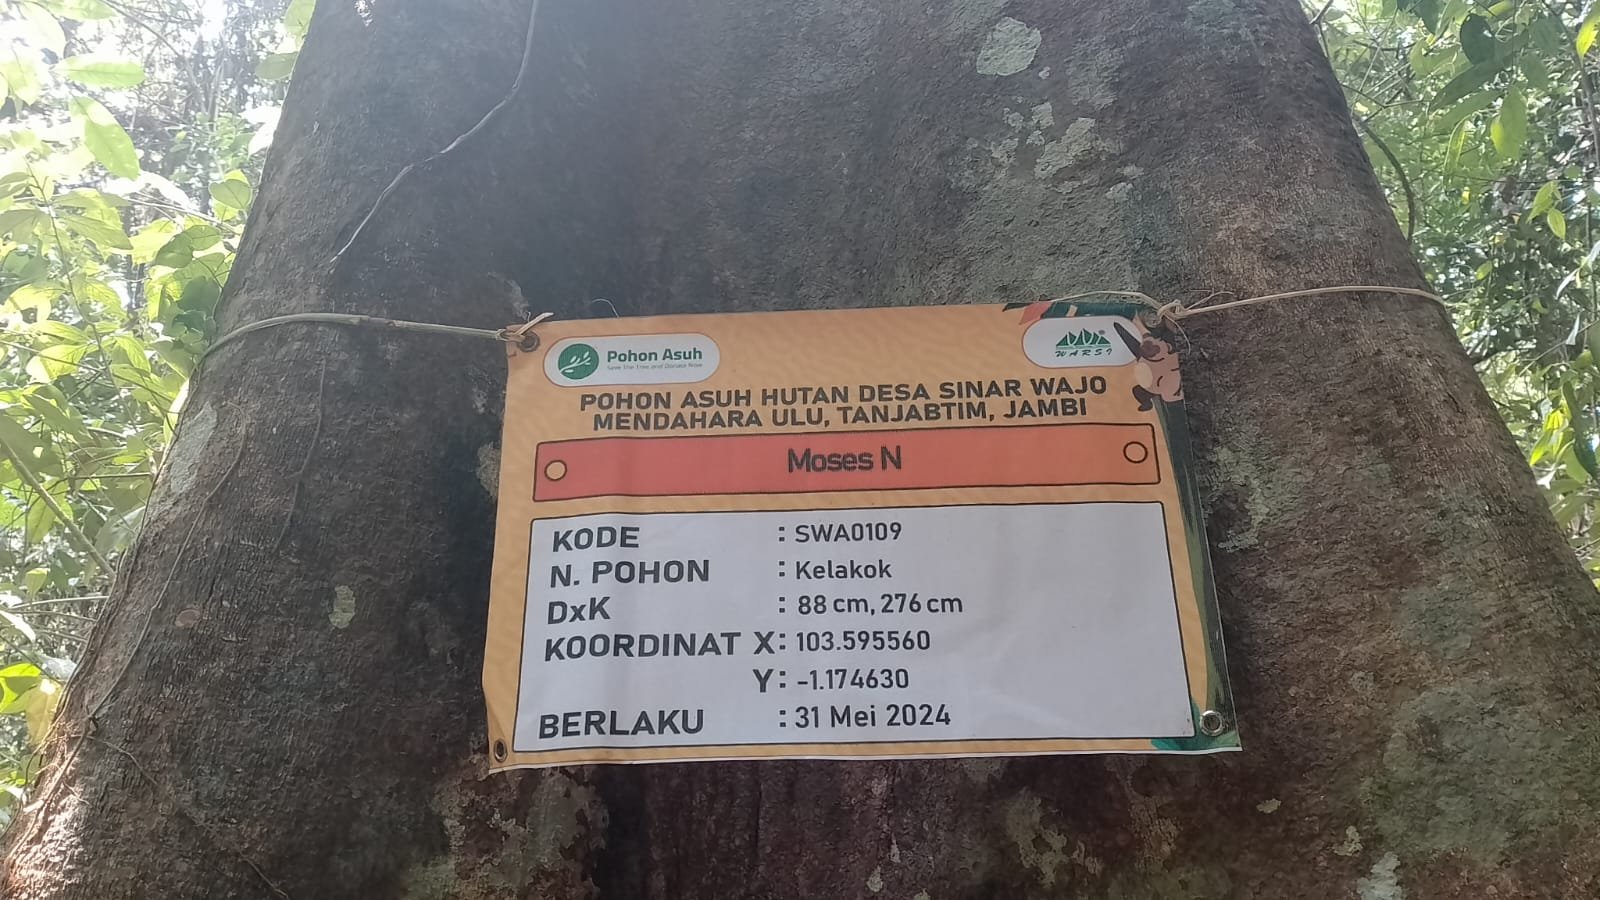 Pohon Asuh
Save the Tree and Donate Now
WARSI
POHON ASUH HUTAN DESA SINAR WAJO
MENDAHARA ULU, TANJABTIM, JAMBI
Moses N
KODE : SWA0109
N. POHON : Kelakok
DxK : 88 cm, 276 cm
KOORDINAT X: 103.595560
Y: -1.174630
BERLAKU : 31 Mei 2024